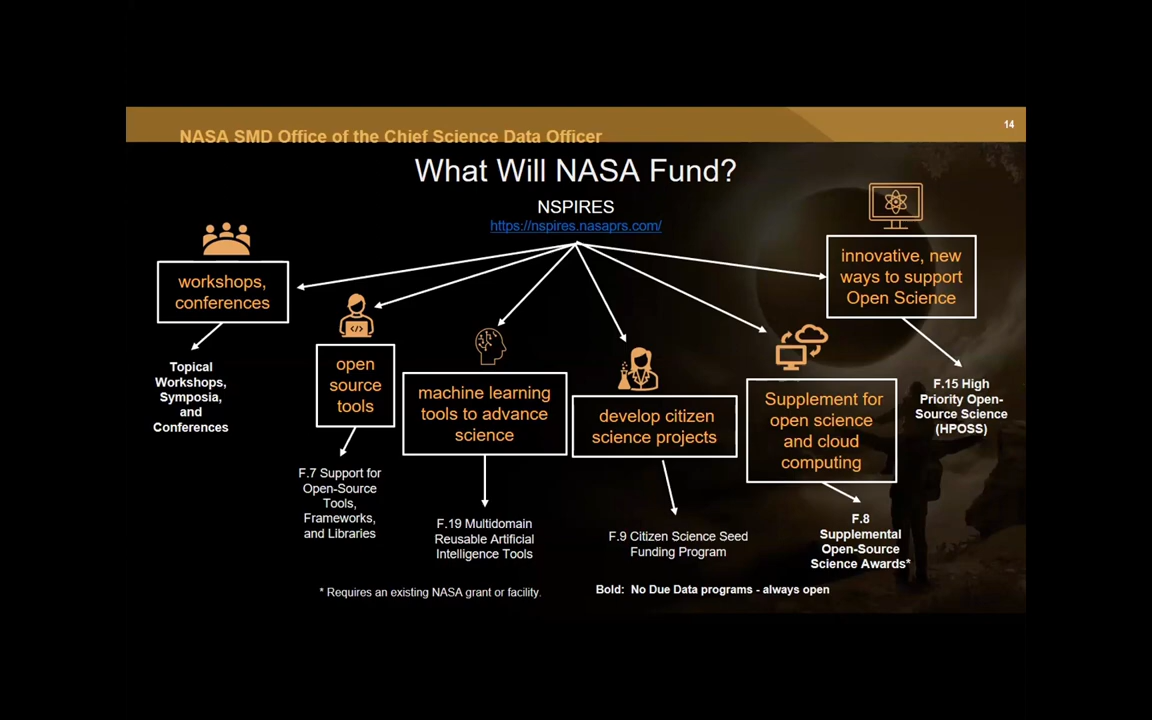 14
NASA SMD Office of the Chief Science Data Officer
What Will NASA Fund?
NSPIRES
https://nspires.nasaprs.com/
workshops,
conferences
Topical
Workshops,
Symposia,
and
Conferences
</>
open
source
tools
F.7 Support for
Open-Source
Tools,
Frameworks,
and Libraries
machine learning
tools to advance
science
F.19 Multidomain
Reusable Artificial
Intelligence Tools
develop citizen
science projects
F.9 Citizen Science Seed
Funding Program
Supplement for
open science
and cloud
computing
F.8
Supplemental
Open-Source
Science Awards*
innovative, new
ways to support
Open Science
F.15 High
Priority Open-
Source Science
(HPOSS)
* Requires an existing NASA grant or facility.
Bold: No Due Data programs - always open